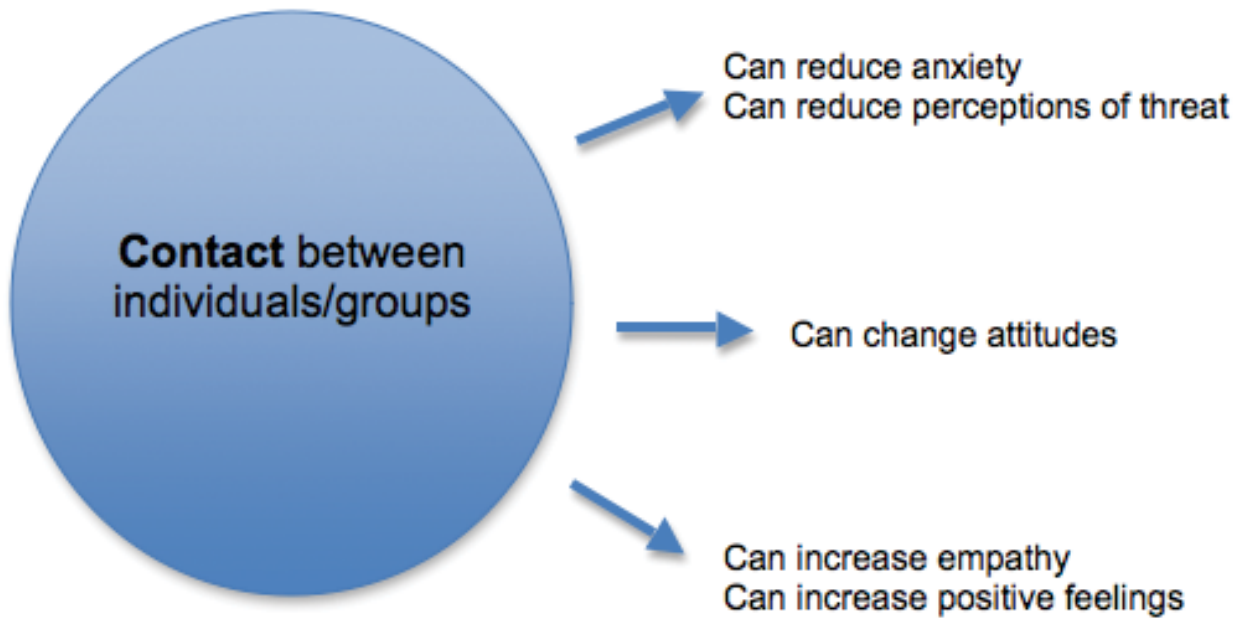 Contact between
individuals/groups
Can reduce anxiety
Can reduce perceptions of threat
Can change attitudes
Can increase empathy
Can increase positive feelings